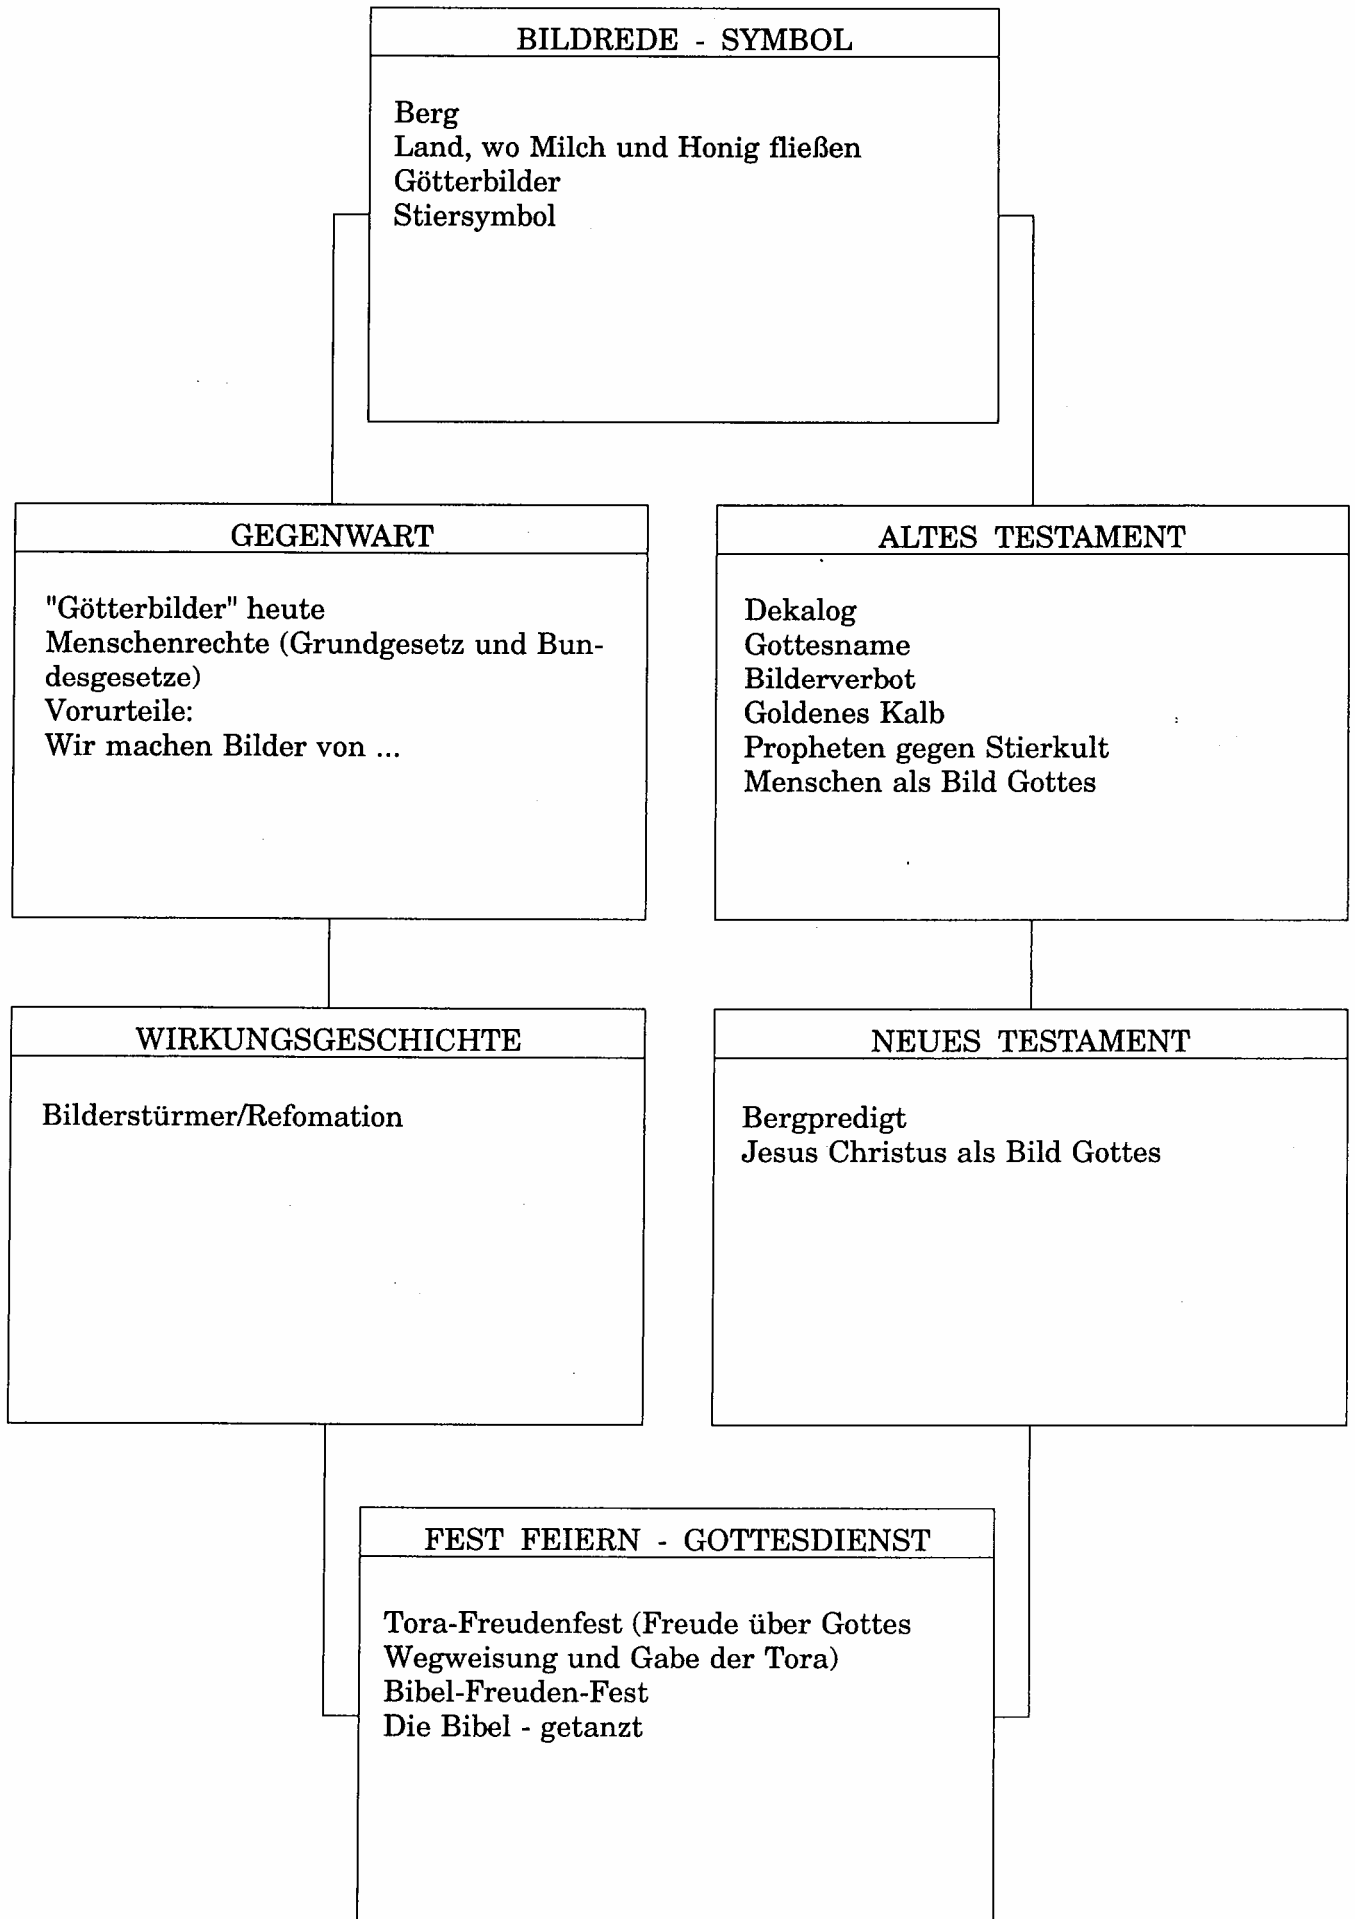 BILDREDE - SYMBOL
Berg
Land, wo Milch und Honig fließen
Götterbilder
Stiersymbol
GEGENWART
"Götterbilder" heute
Menschenrechte (Grundgesetz und Bun-
desgesetze)
Vorurteile:
Wir machen Bilder von ...
ALTES TESTAMENT
Dekalog
Gottesname
Bilderverbot
Goldenes Kalb
Propheten gegen Stierkult
Menschen als Bild Gottes
WIRKUNGSGESCHICHTE
Bilderstürmer/Refomation
NEUES TESTAMENT
Bergpredigt
Jesus Christus als Bild Gottes
FEST FEIERN - GOTTESDIENST
Tora-Freudenfest (Freude über Gottes
Wegweisung und Gabe der Tora)
Bibel-Freuden-Fest
Die Bibel - getanzt